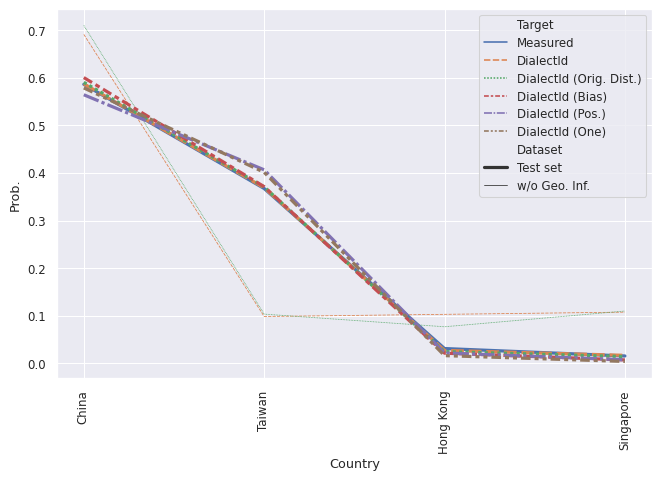 0.7
0.6
0.5
0.4
0.3
0.2
0.1
0.0
Prob.
Target
Measured
DialectId
DialectId (Orig. Dist.)
DialectId (Bias)
DialectId (Pos.)
DialectId (One)
Dataset
Test set
w/o Geo. Inf.
China
Taiwan
Hong Kong
Singapore
Country